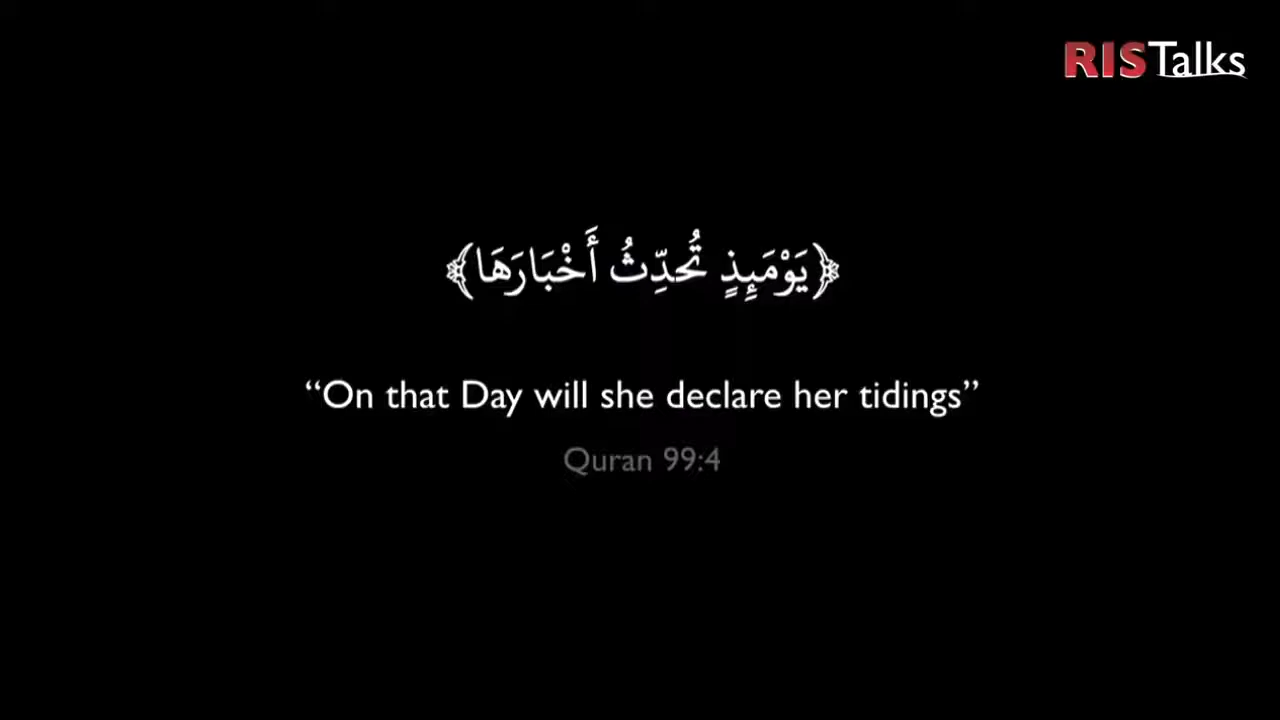 RISTalks
﴿يَوْمَئِذٍ تُحَدِّثُ أَخْبَارَهَا﴾
“On that Day will she declare her tidings”
Quran 99:4